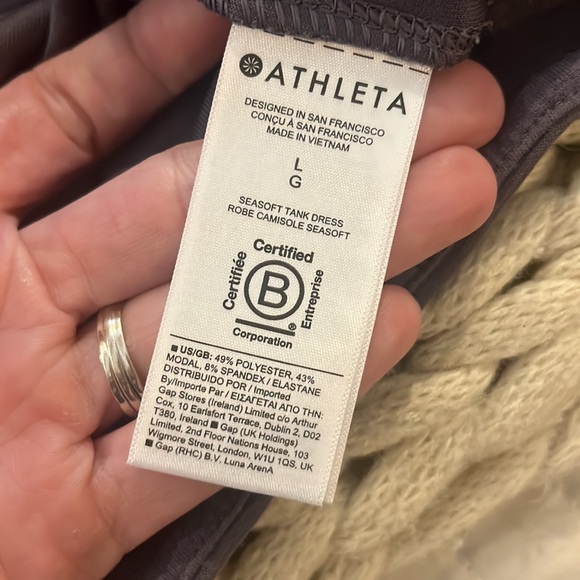 ATHLETA
DESIGNED IN SAN FRANCISCO
CONÇU À SAN FRANCISCO
MADE IN VIETNAM
L
G
SEASOFT TANK DRESS
ROBE CAMISOLE SEASOFT
Certified
Certifiée
B
Entreprise
®
Corporation
■ US/GB: 49% POLYESTER, 43%
MODAL, 8% SPANDEX / ELASTANE
DISTRIBUIDO POR / Imported
By/Importe Par / ΕΙΣΑΓΕΤΑΙ ΑΠΟ ΤΗΝ:
Gap Stores (Ireland) Limited c/o Arthur
Cox, 10 Earlsfort Terrace, Dublin 2, D02
T380, Ireland ■ Gap (UK Holdings)
Limited, 2nd Floor Nations House, 103
Wigmore Street, London, W1U 1QS, UK
■ Gap (RHC) B.V. Luna ArenA